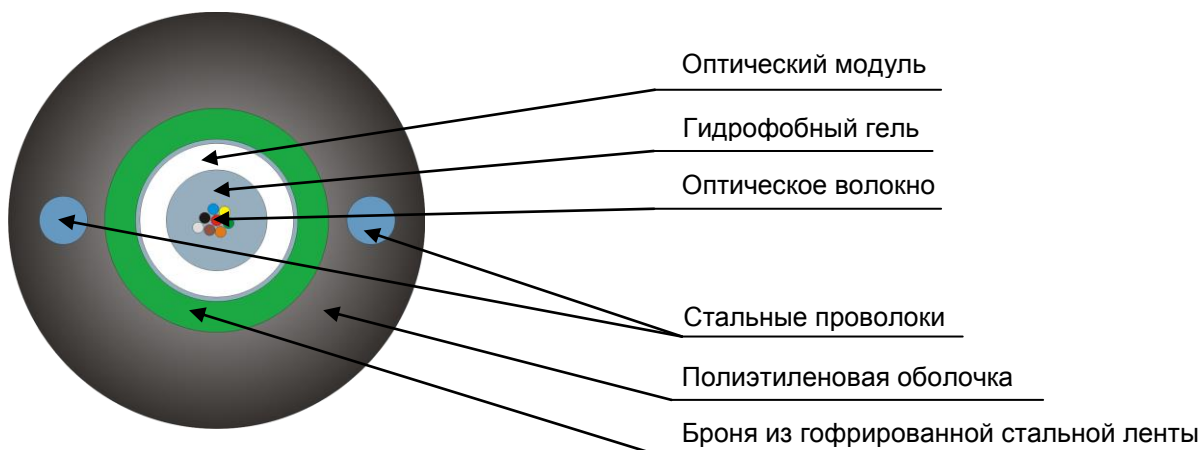 Оптический модуль
Гидрофобный гель
Оптическое волокно
Стальные проволоки
Полиэтиленовая оболочка
Броня из гофрированной стальной ленты